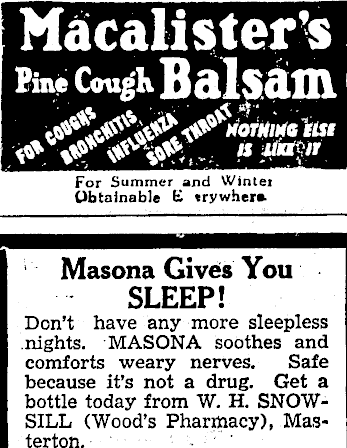 Macalister's
Pine Cough Balsam
FOR COUGHS
BRONCHITIS
INFLUENZA
SORE THROAT
NOTHING ELSE
IS LIKE IT
For Summer and Winter
Obtainable E rywhere
Masona Gives You
SLEEP!
Don't have any more sleepless
nights. MASONA soothes and
comforts weary nerves. Safe
because it's not a drug. Get a
bottle today from W. H. SNOW-
SILL (Wood's Pharmacy), Mas-
terton.